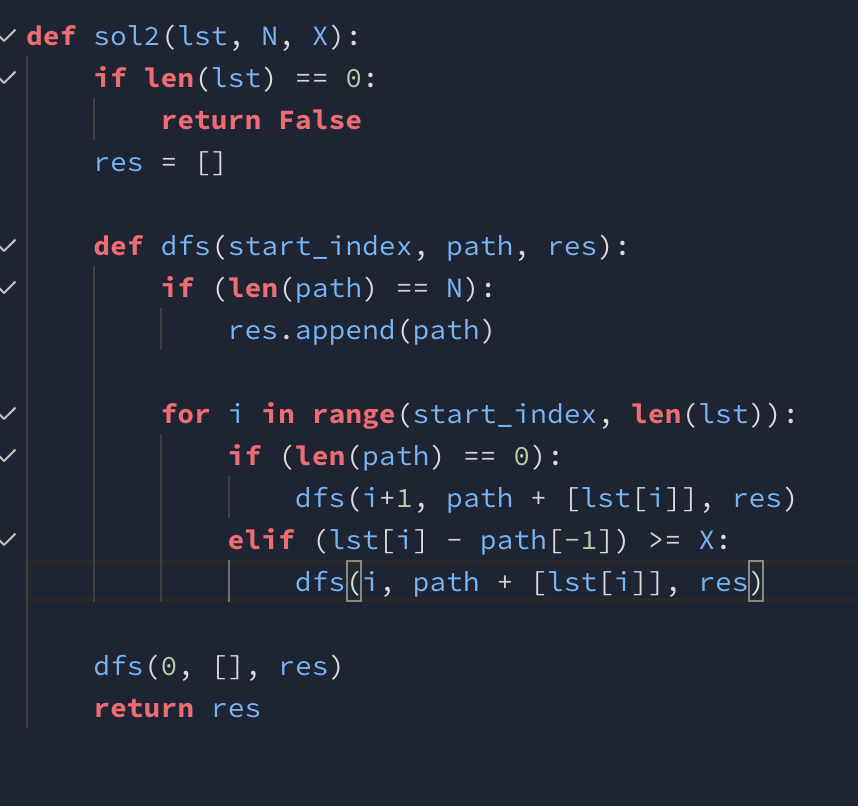 def sol2(lst, N, X):
    if len(lst) == 0:
        return False
    res = []

    def dfs(start_index, path, res):
        if (len(path) == N):
            res.append(path)

        for i in range(start_index, len(lst)):
            if (len(path) == 0):
                dfs(i+1, path + [lst[i]], res)
            elif (lst[i] - path[-1]) >= X:
                dfs(i, path + [lst[i]], res)

    dfs(0, [], res)
    return res